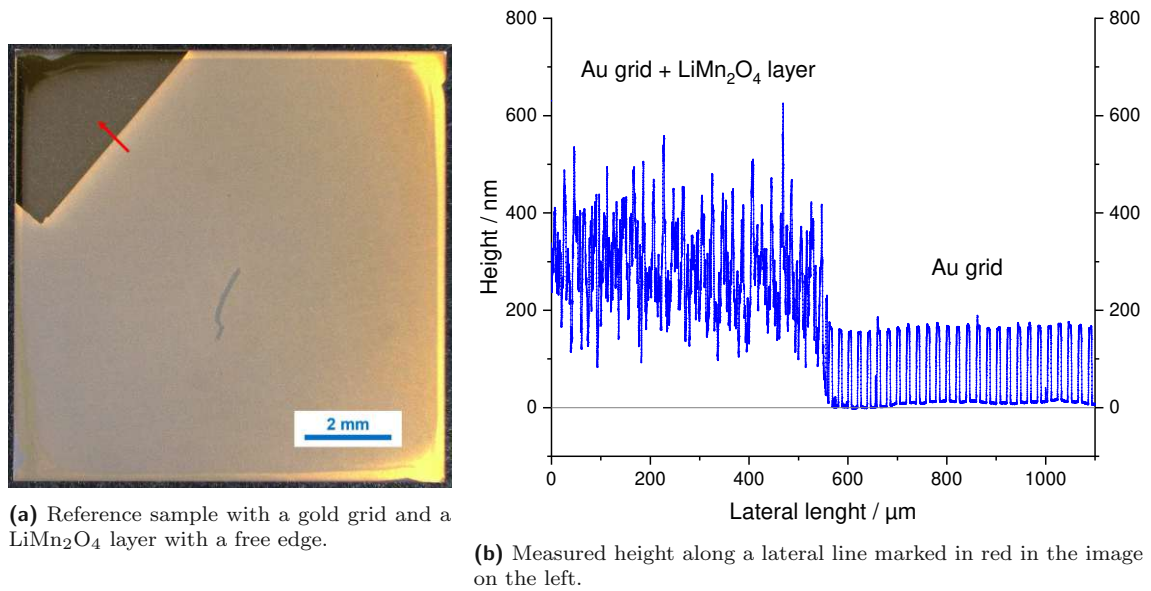 2 mm
(a) Reference sample with a gold grid and a
LiMn₂O₄ layer with a free edge.
800
600
400
200
0
Height / nm
Au grid + LiMn₂O₄ layer
Au grid
800
600
400
200
0
0 200 400 600 800 1000
Lateral lenght / µm
(b) Measured height along a lateral line marked in red in the image
on the left.